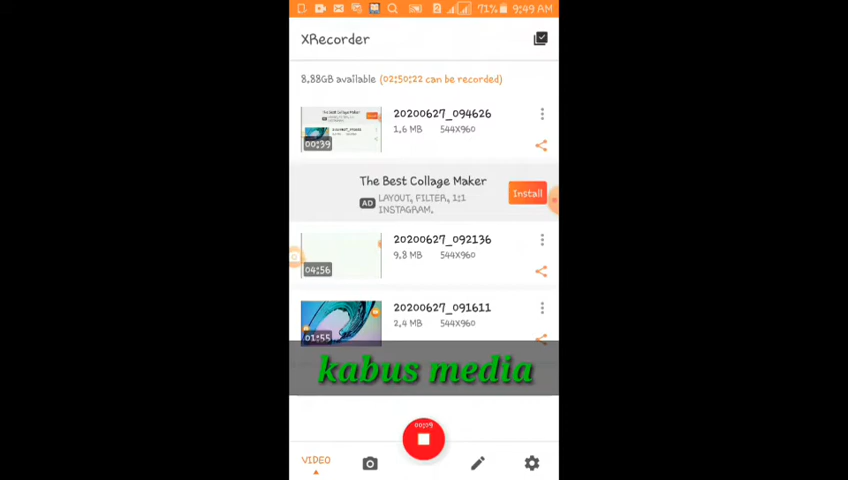 2 71% 9:49 AM
XRecorder
8.88GB available (02:50:22 can be recorded)
20200627_094626
1.6 MB 544X960
00:39
The Best Collage Maker
AD LAYOUT, FILTER, 1:1
INSTAGRAM.
Install
20200627_092136
9.8 MB 544X960
04:56
20200627_091611
2.4 MB 544X960
01:55
kabus media
VIDEO